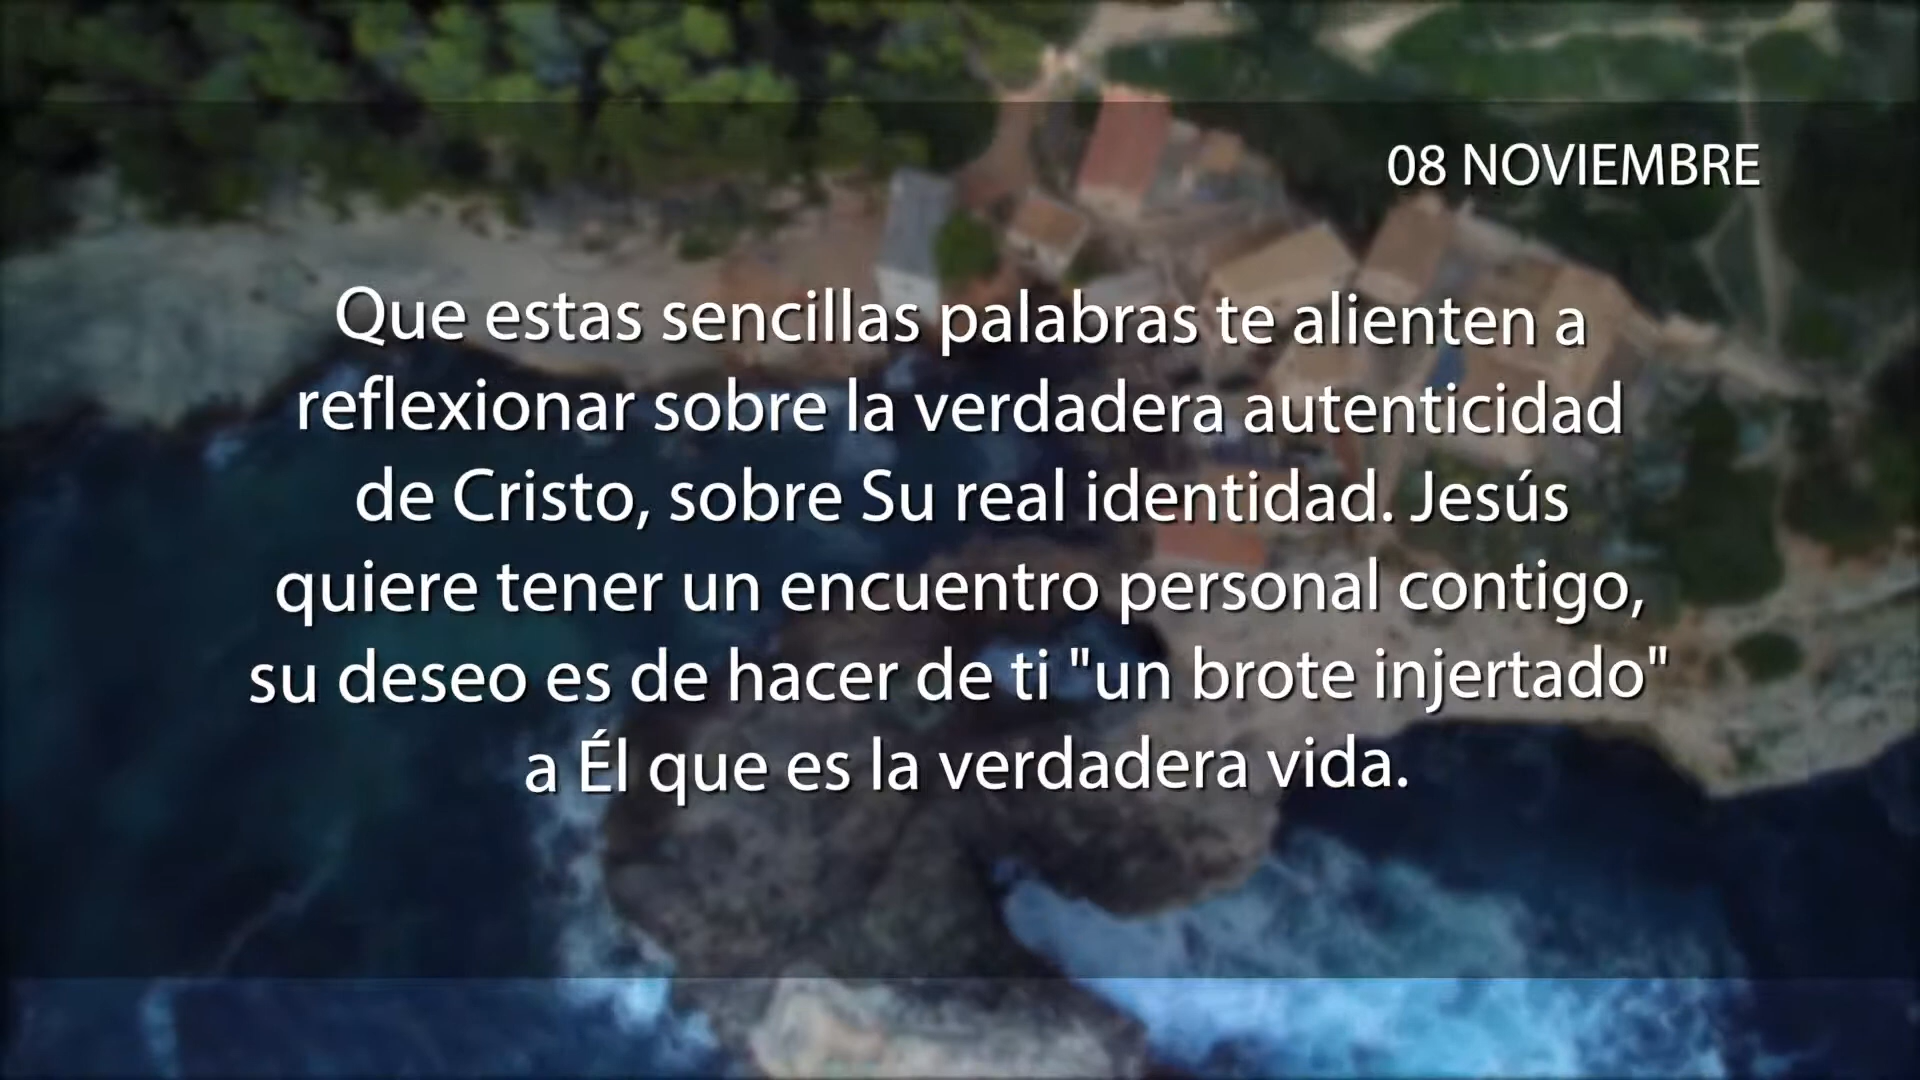 08 NOVIEMBRE
Que estas sencillas palabras te alienten a
reflexionar sobre la verdadera autenticidad
de Cristo, sobre Su real identidad. Jesús
quiere tener un encuentro personal contigo,
su deseo es de hacer de ti "un brote injertado"
a Él que es la verdadera vida.